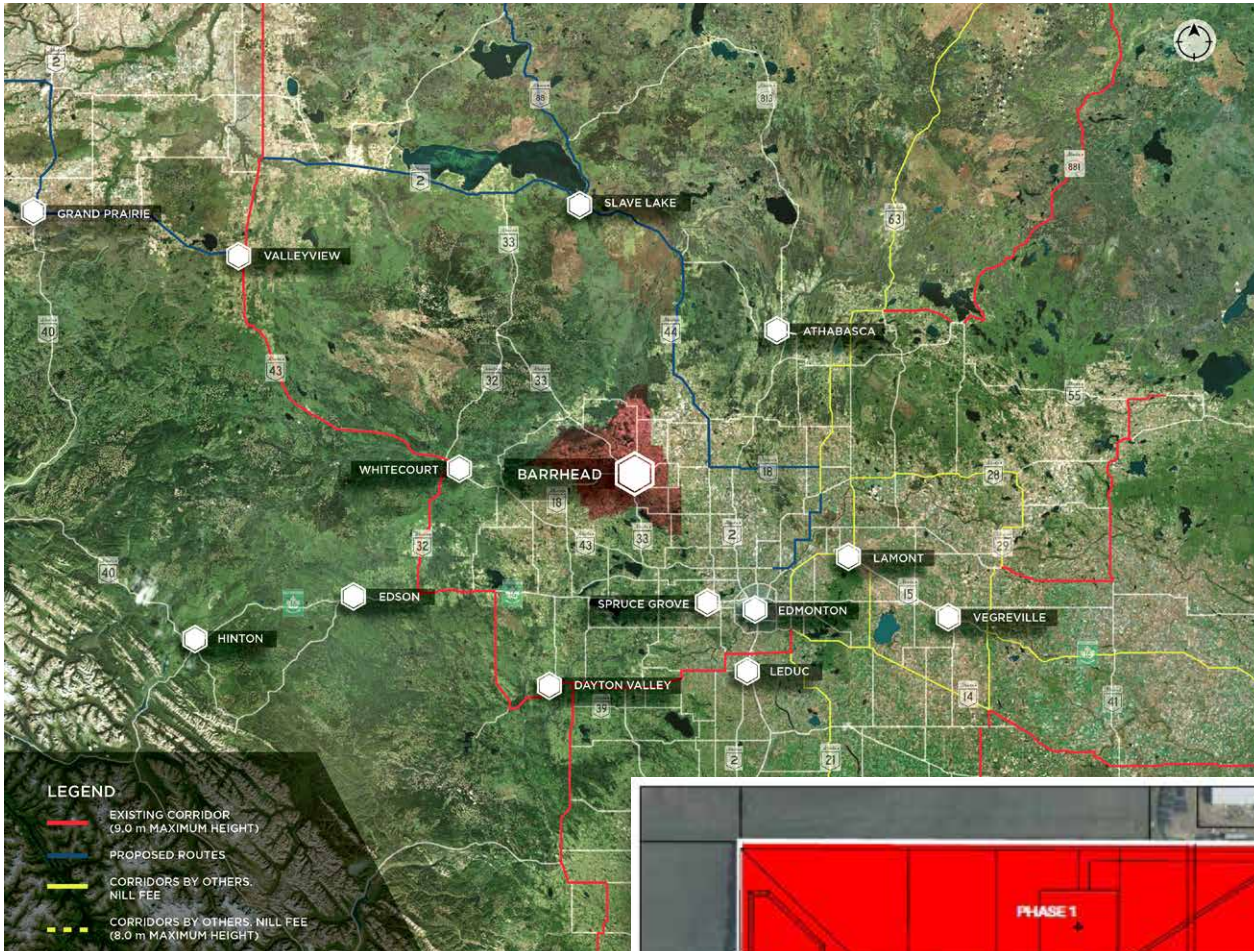 2
88
813
881
2
63
GRAND PRAIRIE
SLAVE LAKE
33
VALLEYVIEW
40
44
ATHABASCA
43
32
33
55
WHITECOURT
BARRHEAD
18
28
18
32
43
33
2
LAMONT
29
40
EDSON
SPRUCE GROVE
EDMONTON
15
VEGREVILLE
HINTON
LEDUC
DAYTON VALLEY
39
14
41
2
21
LEGEND
EXISTING CORRIDOR
(9.0 m MAXIMUM HEIGHT)
PROPOSED ROUTES
CORRIDORS BY OTHERS.
NILL FEE
CORRIDORS BY OTHERS. NILL FEE
(8.0 m MAXIMUM HEIGHT)
PHASE 1